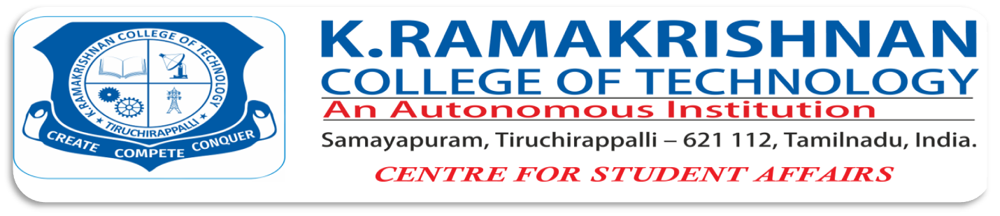 K.RAMAKRISHNAN COLLEGE OF TECHNOLOGY
★ TIRUCHIRAPPALLI ★
CREATE COMPETE CONQUER
K.RAMAKRISHNAN
COLLEGE OF TECHNOLOGY
An Autonomous Institution
Samayapuram, Tiruchirappalli – 621 112, Tamilnadu, India.
CENTRE FOR STUDENT AFFAIRS